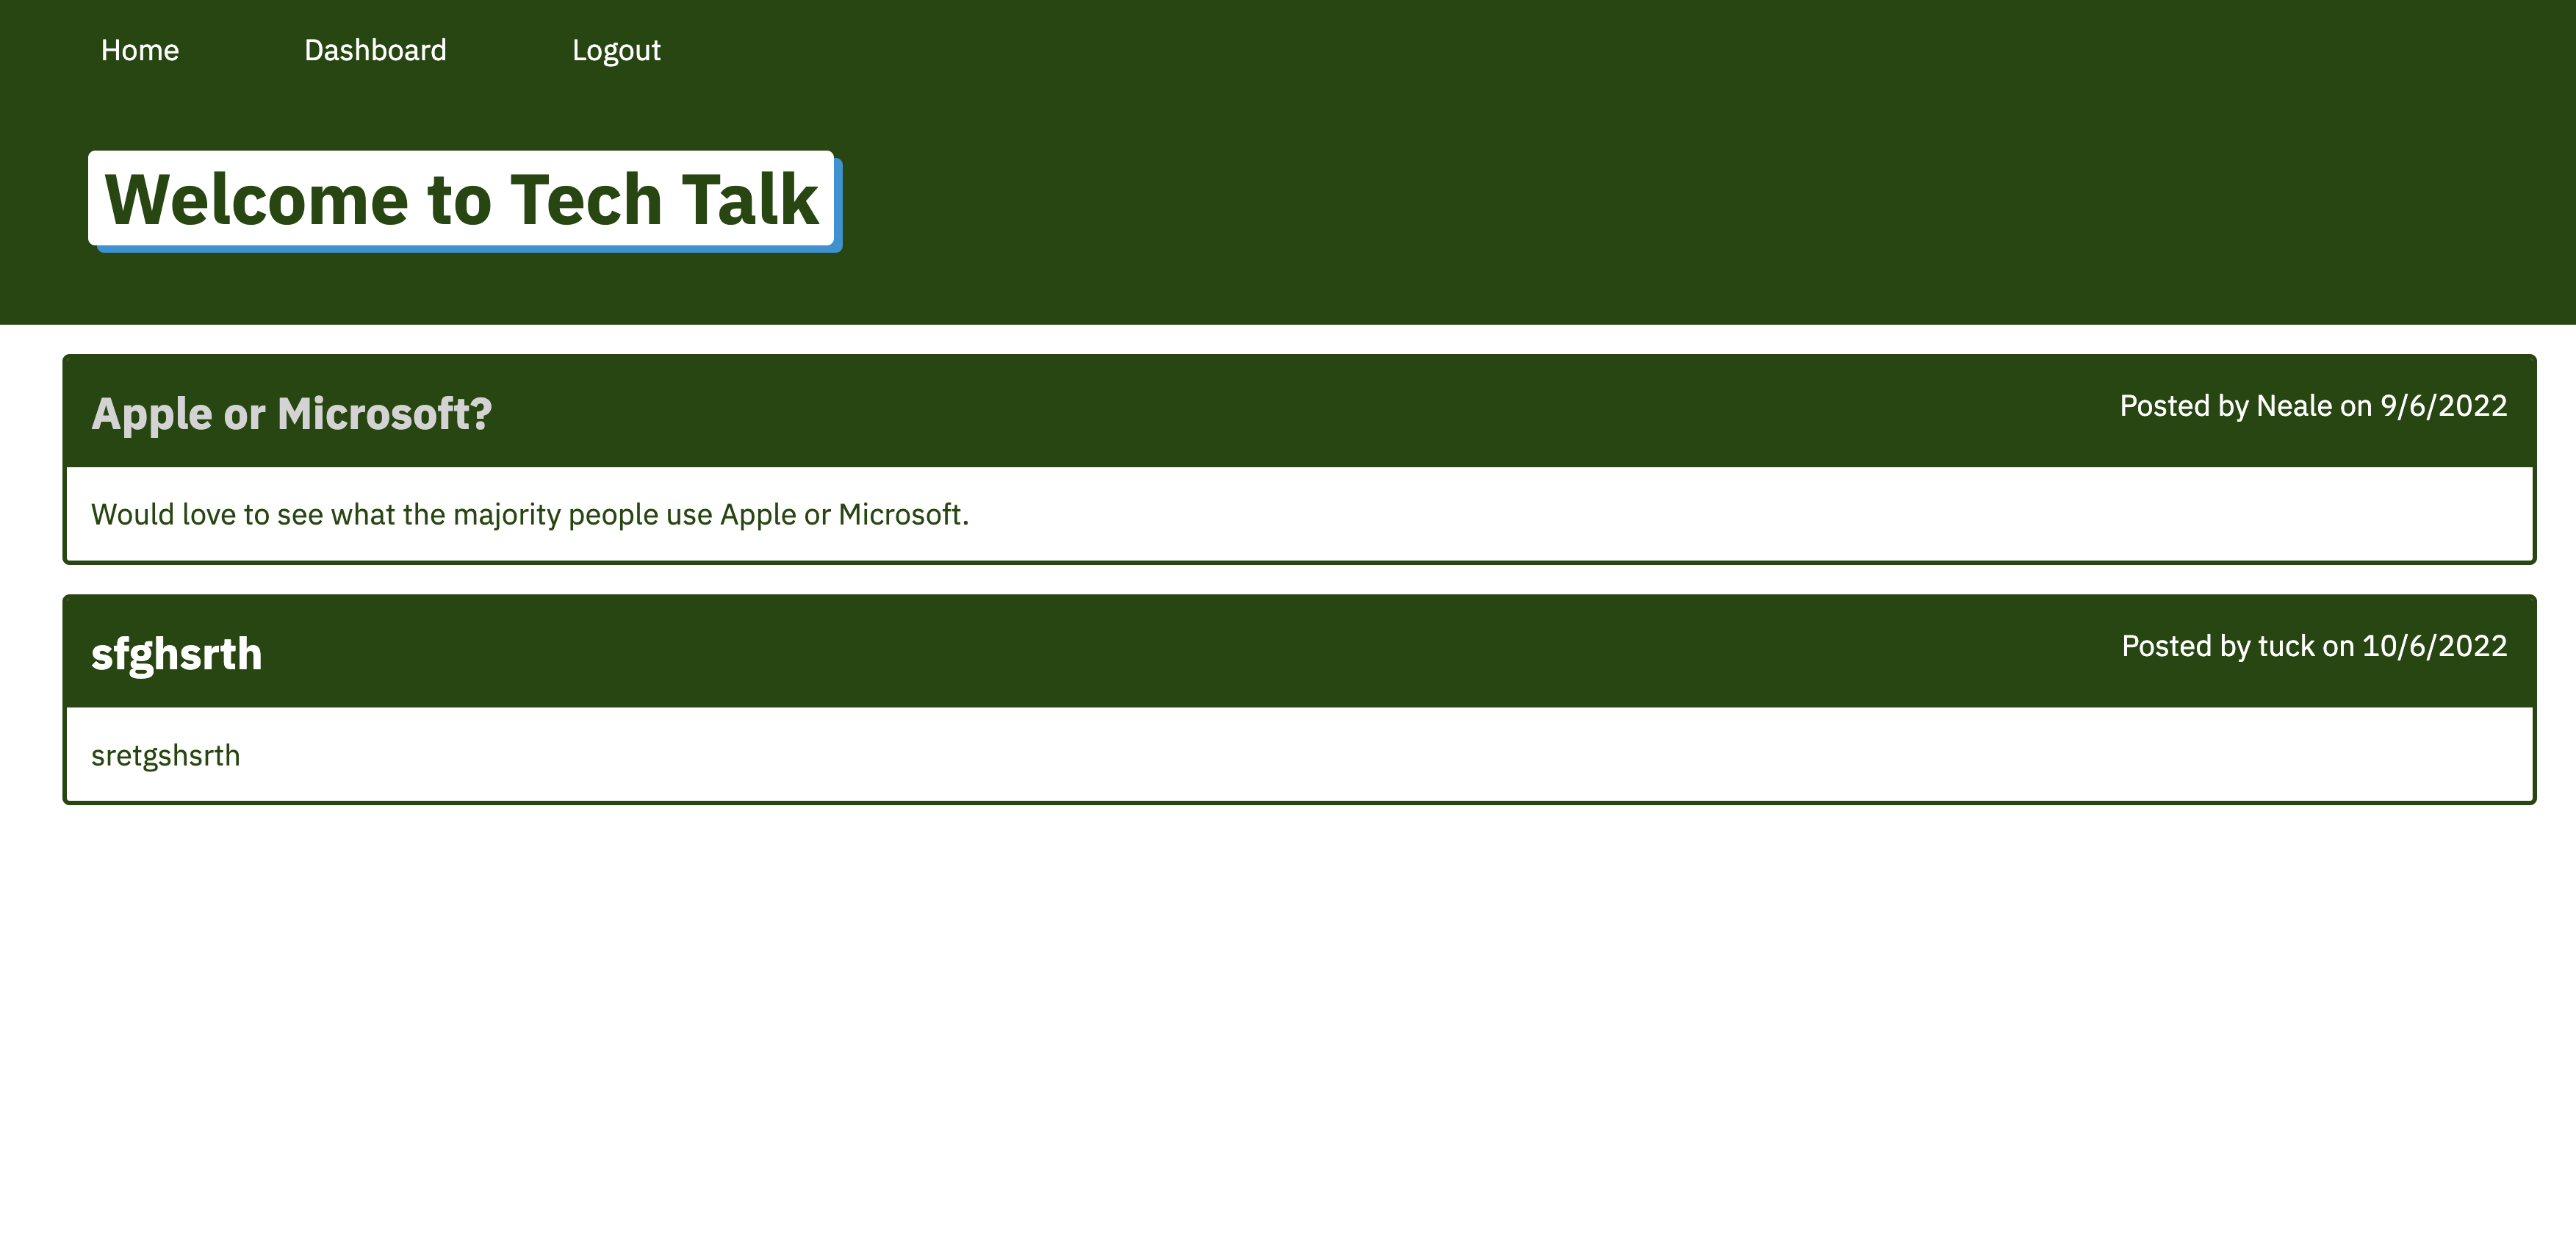 Home Dashboard Logout
Welcome to Tech Talk
Apple or Microsoft? Posted by Neale on 9/6/2022
Would love to see what the majority people use Apple or Microsoft.
sfghsrth Posted by tuck on 10/6/2022
sretgshsrth